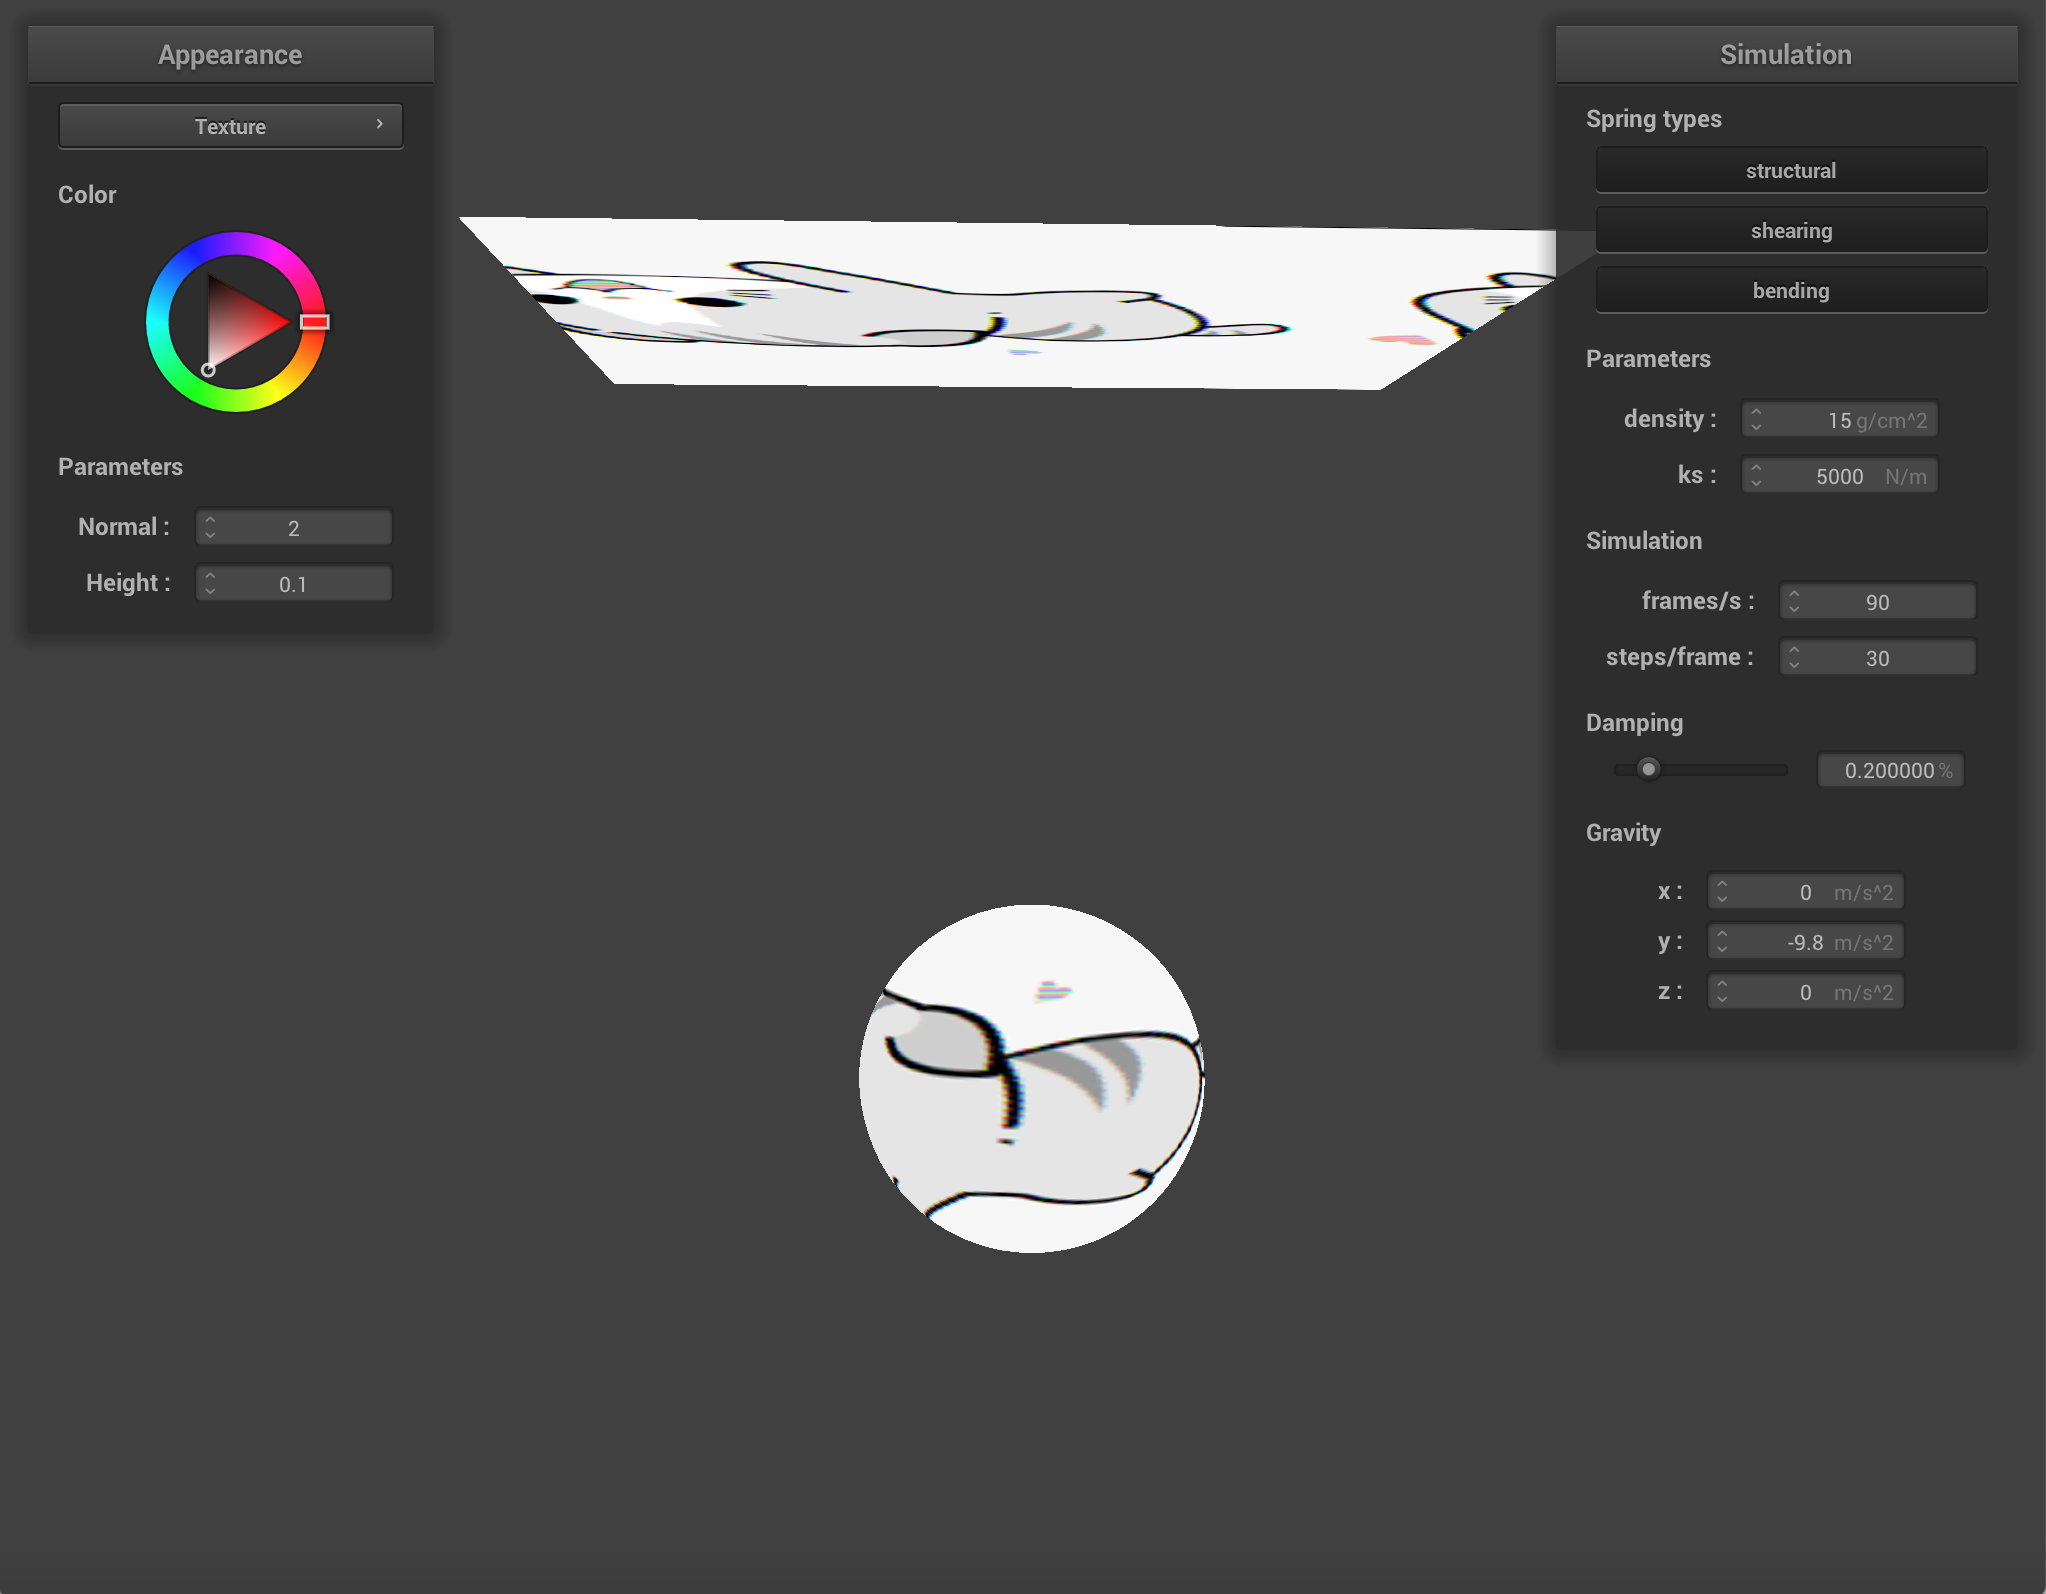 Appearance
Texture
Color
Parameters
Normal : 2
Height : 0.1
Simulation
Spring types
structural
shearing
bending
Parameters
density : 15 g/cm^2
ks : 5000 N/m
Simulation
frames/s : 90
steps/frame : 30
Damping
0.200000 %
Gravity
x : 0 m/s^2
y : -9.8 m/s^2
z : 0 m/s^2